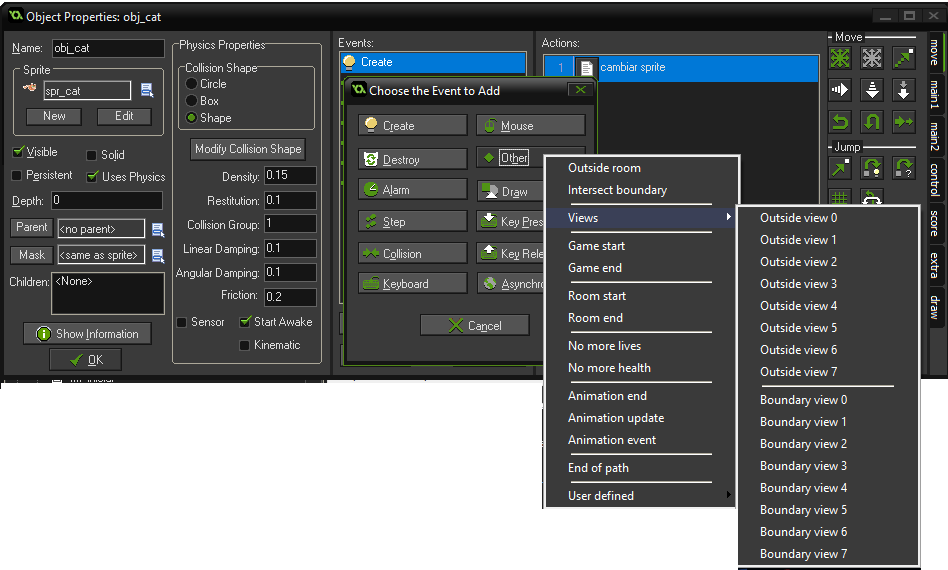 Object Properties: obj_cat
Name: obj_cat
Sprite
spr_cat
New Edit
Visible Solid
Persistent Uses Physics
Depth: 0
Parent <no parent>
Mask <same as sprite>
Children: <None>
Show Information
OK
Physics Properties
Collision Shape
Circle
Box
Shape
Modify Collision Shape
Density: 0.15
Restitution: 0.1
Collision Group: 1
Linear Damping: 0.1
Angular Damping: 0.1
Friction: 0.2
Sensor Start Awake
Kinematic
Events:
Create
Actions:
1 cambiar sprite
Choose the Event to Add
Create Mouse
Destroy Other
Alarm Draw
Step Key Pres
Collision Key Rele
Keyboard Asynchro
Cancel
Outside room
Intersect boundary
Views
Game start
Game end
Room start
Room end
No more lives
No more health
Animation end
Animation update
Animation event
End of path
User defined
Outside view 0
Outside view 1
Outside view 2
Outside view 3
Outside view 4
Outside view 5
Outside view 6
Outside view 7
Boundary view 0
Boundary view 1
Boundary view 2
Boundary view 3
Boundary view 4
Boundary view 5
Boundary view 6
Boundary view 7
Move
Jump
move
main1
main2
control
score
extra
draw